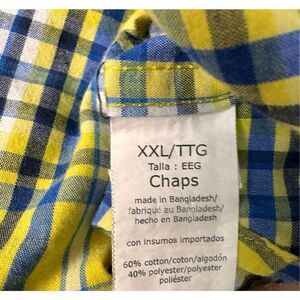 XXL/TTG
Talla : EEG
Chaps
made in Bangladesh/
fabriqué au Bangladesh/
hecho en Bangladesh
con insumos importados
60% cotton/coton/algodón
40% polyester/polyester/
poliéster